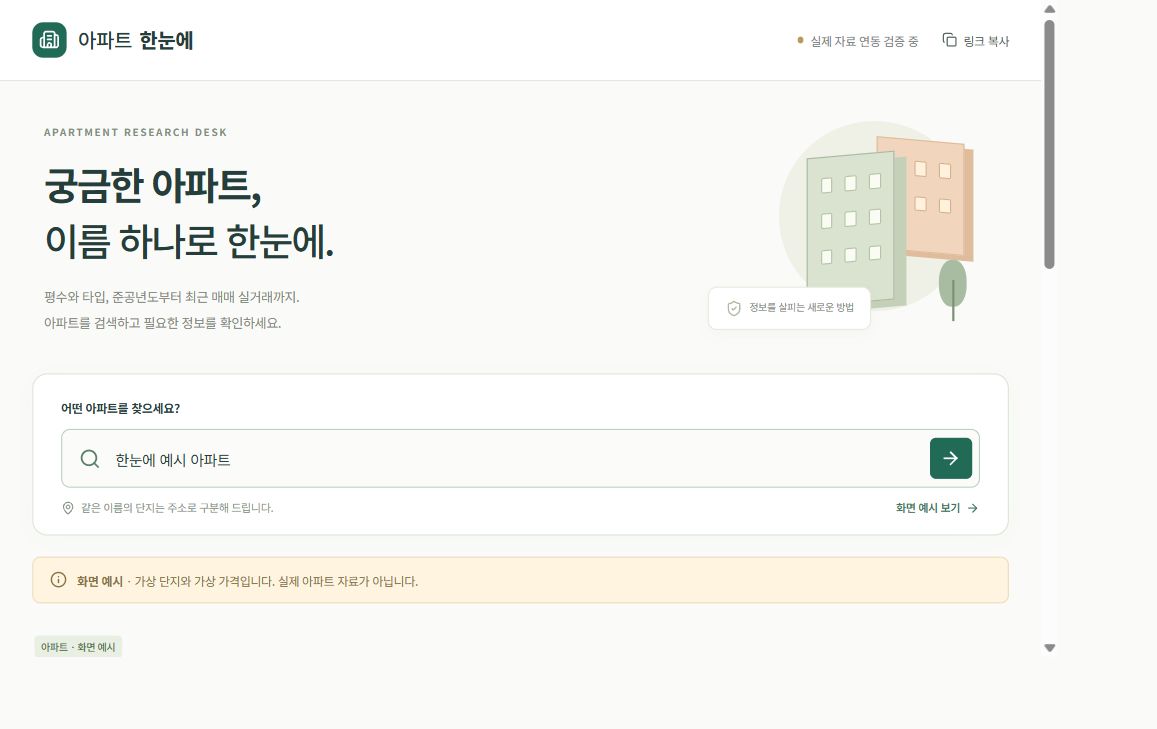 아파트 한눈에
실제 자료 연동 검증 중
링크 복사
APARTMENT RESEARCH DESK
궁금한 아파트,
이름 하나로 한눈에.
평수와 타입, 준공년도부터 최근 매매 실거래까지.
아파트를 검색하고 필요한 정보를 확인하세요.
정보를 살피는 새로운 방법
어떤 아파트를 찾으세요?
한눈에 예시 아파트
같은 이름의 단지는 주소로 구분해 드립니다.
화면 예시 보기
화면 예시 · 가상 단지와 가상 가격입니다. 실제 아파트 자료가 아닙니다.
아파트 · 화면 예시